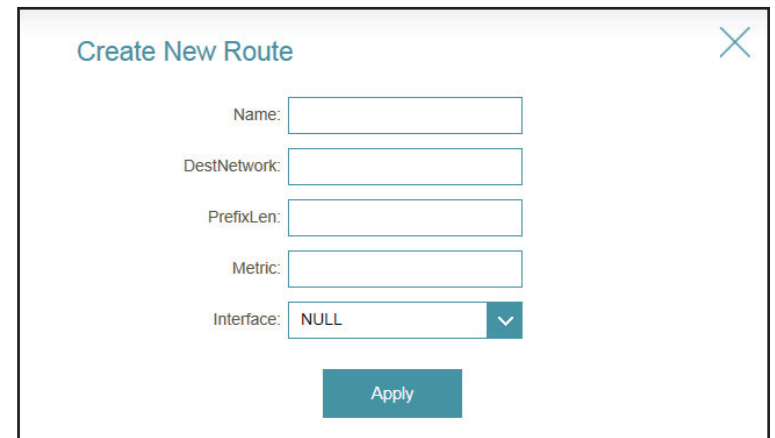 Create New Route
Name:
DestNetwork:
PrefixLen:
Metric:
Interface: NULL
Apply